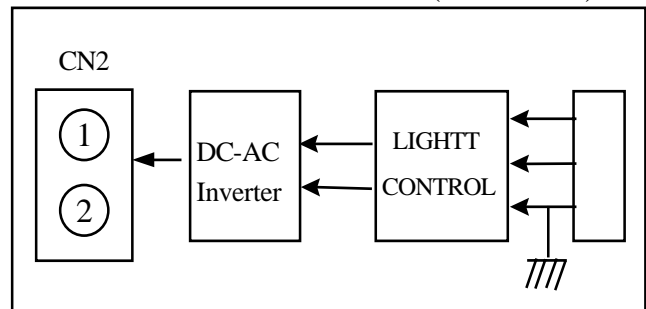 CN2
1
2
DC-AC
Inverter
LIGHTT
CONTROL